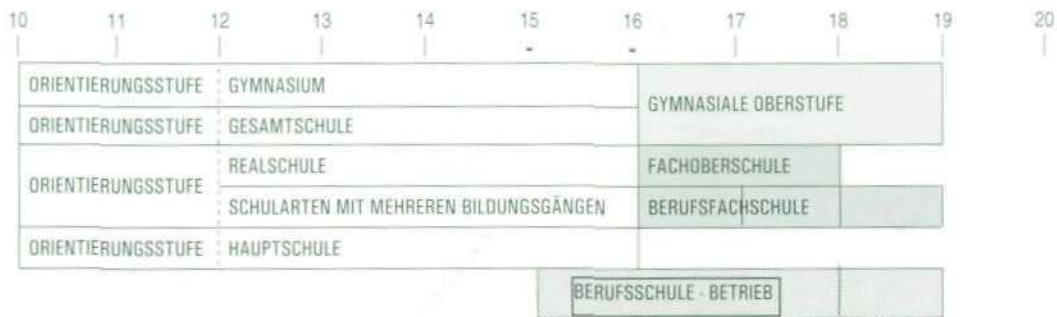 10 11 12 13 14 15 16 17 18 19 20
ORIENTIERUNGSSTUFE GYMNASIUM
GYMNASIALE OBERSTUFE
ORIENTIERUNGSSTUFE GESAMTSCHULE
REALSCHULE FACHOBERSCHULE
ORIENTIERUNGSSTUFE
SCHULARTEN MIT MEHREREN BILDUNGSGÄNGEN BERUFSFACHSCHULE
ORIENTIERUNGSSTUFE HAUPTSCHULE
BERUFSSCHULE - BETRIEB